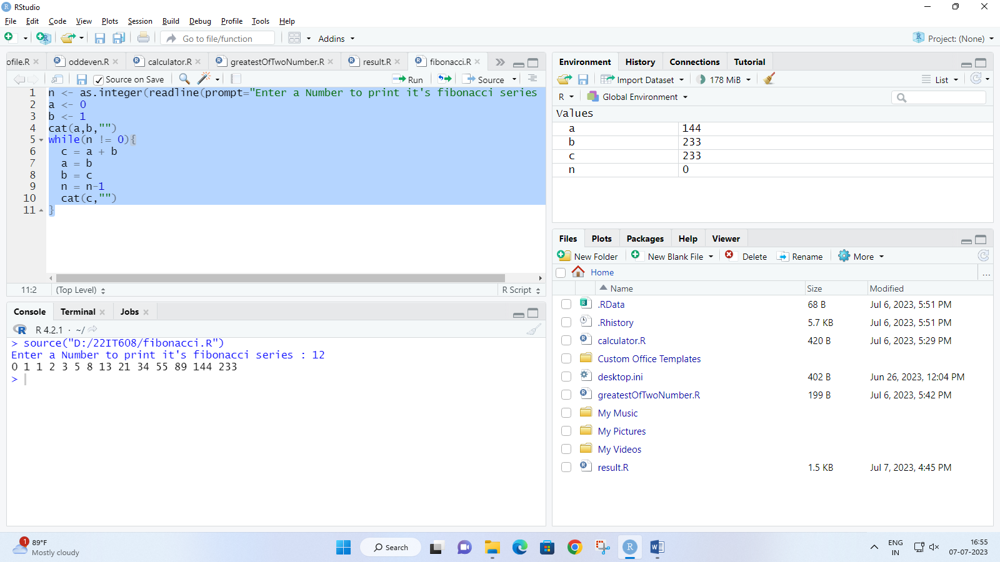 RStudio
File Edit Code View Plots Session Build Debug Profile Tools Help
Go to file/function Addins Project: (None)
ofile.R oddeven.R calculator.R greatestOfTwoNumber.R result.R fibonacci.R
Source on Save Run Source
1 n <- as.integer(readline(prompt="Enter a Number to print it's fibonacci series
2 a <- 0
3 b <- 1
4 cat(a,b,"")
5 while(n != 0){
6 c = a + b
7 a = b
8 b = c
9 n = n-1
10 cat(c,"")
11 }
11:2 (Top Level) R Script
Console Terminal Jobs
R 4.2.1 · ~/
> source("D:/22IT608/fibonacci.R")
Enter a Number to print it's fibonacci series : 12
0 1 1 2 3 5 8 13 21 34 55 89 144 233
>
Environment History Connections Tutorial
Import Dataset 178 MiB List
R Global Environment
Values
a 144
b 233
c 233
n 0
Files Plots Packages Help Viewer
New Folder New Blank File Delete Rename More
Home ...
Name Size Modified
.RData 68 B Jul 6, 2023, 5:51 PM
.Rhistory 5.7 KB Jul 6, 2023, 5:51 PM
calculator.R 420 B Jul 6, 2023, 5:29 PM
Custom Office Templates
desktop.ini 402 B Jun 26, 2023, 12:04 PM
greatestOfTwoNumber.R 199 B Jul 6, 2023, 5:42 PM
My Music
My Pictures
My Videos
result.R 1.5 KB Jul 7, 2023, 4:45 PM
1 89°F
Mostly cloudy
Search
ENG
IN
16:55
07-07-2023